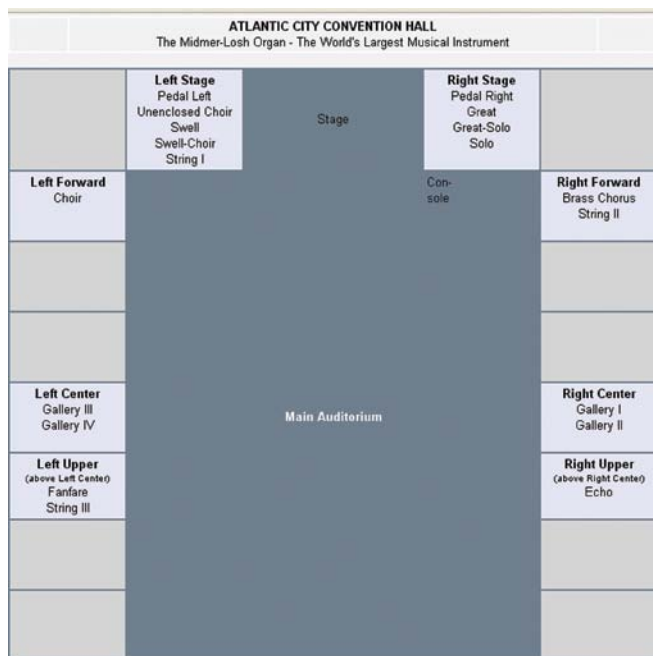 ATLANTIC CITY CONVENTION HALL
The Midmer-Losh Organ - The World's Largest Musical Instrument
Left Stage
Pedal Left
Unenclosed Choir
Swell
Swell-Choir
String I
Stage
Right Stage
Pedal Right
Great
Great-Solo
Solo
Left Forward
Choir
Con-
sole
Right Forward
Brass Chorus
String II
Left Center
Gallery III
Gallery IV
Main Auditorium
Right Center
Gallery I
Gallery II
Left Upper
(above Left Center)
Fanfare
String III
Right Upper
(above Right Center)
Echo